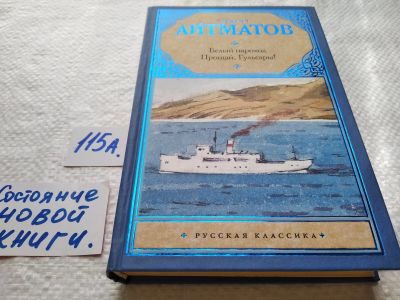 АЙТМАТОВ
Белый пароход
Прощай, Гульсары!
115А.
Состояние
новой
книги.
РУССКАЯ КЛАССИКА